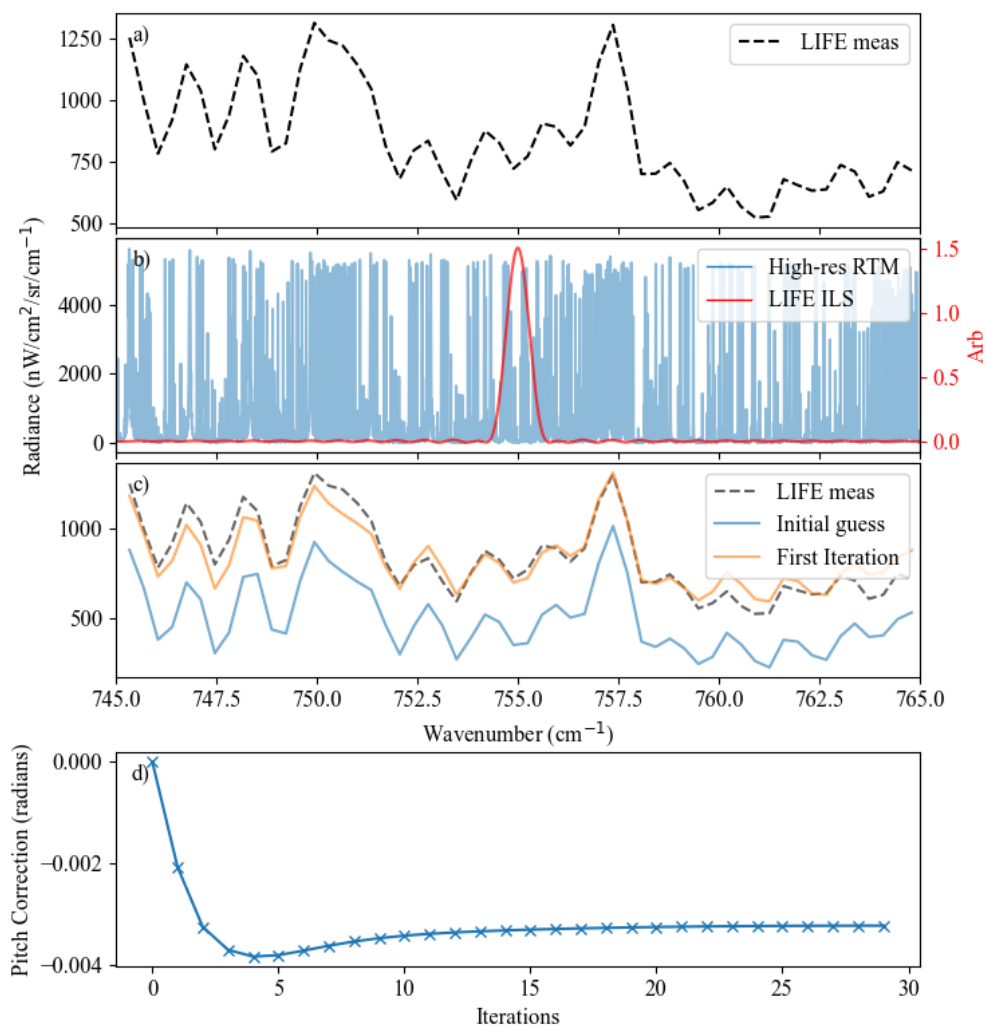 a)
LIFE meas
1250
1000
750
500
b)
High-res RTM
LIFE ILS
4000
2000
0
1.5
1.0
0.5
0.0
Arb
Radiance (nW/cm2/sr/cm⁻¹)
c)
LIFE meas
Initial guess
First Iteration
1000
500
745.0 747.5 750.0 752.5 755.0 757.5 760.0 762.5 765.0
Wavenumber (cm⁻¹)
d)
0.000
−0.002
−0.004
Pitch Correction (radians)
0 5 10 15 20 25 30
Iterations